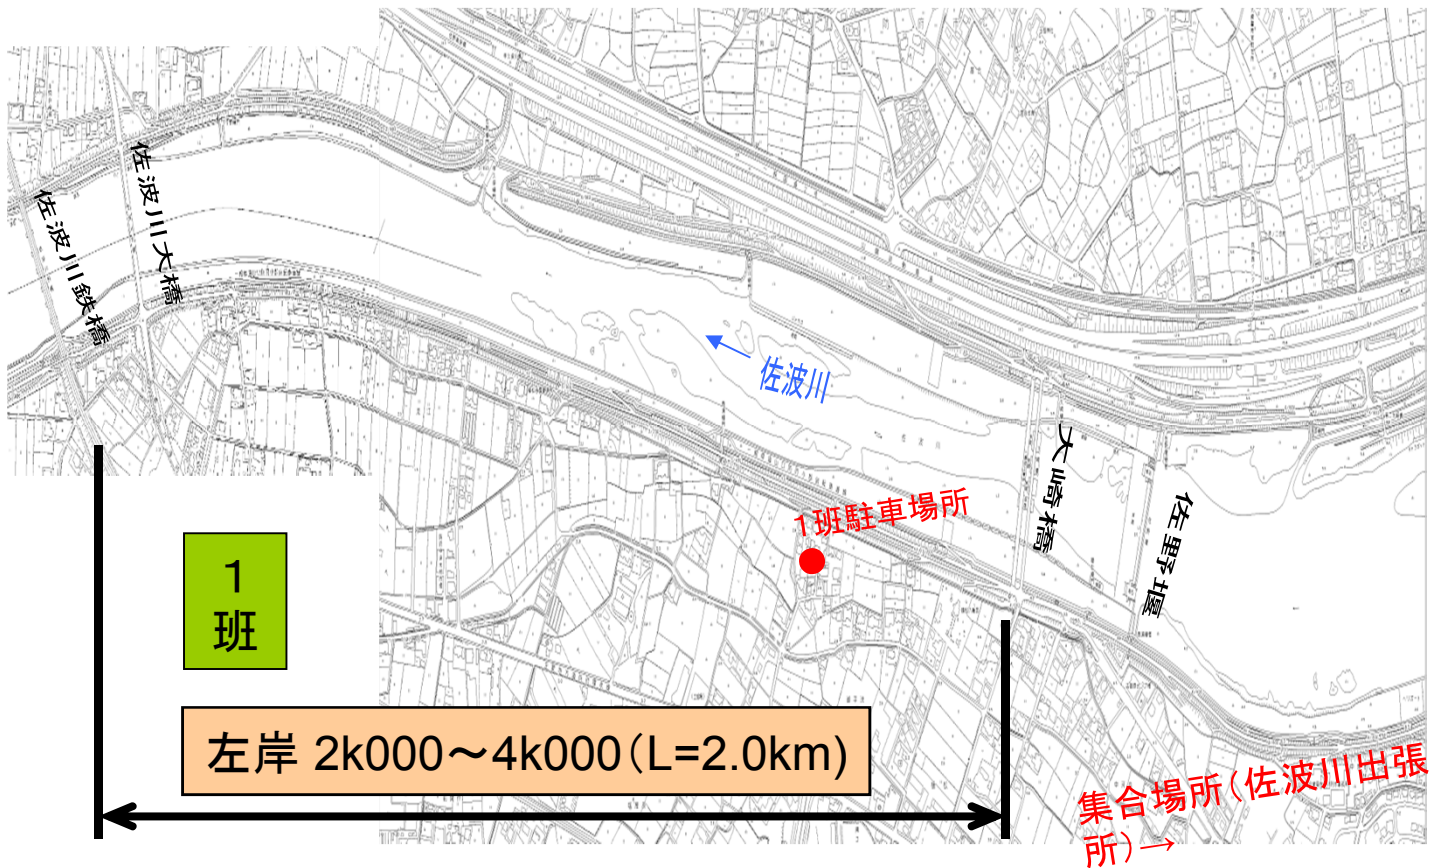 佐波川鉄橋
佐波川大橋
佐波川
大崎橋
佐野堰
1班駐車場所
1
班
左岸 2k000～4k000(L=2.0km)
集合場所(佐波川出張
所)→